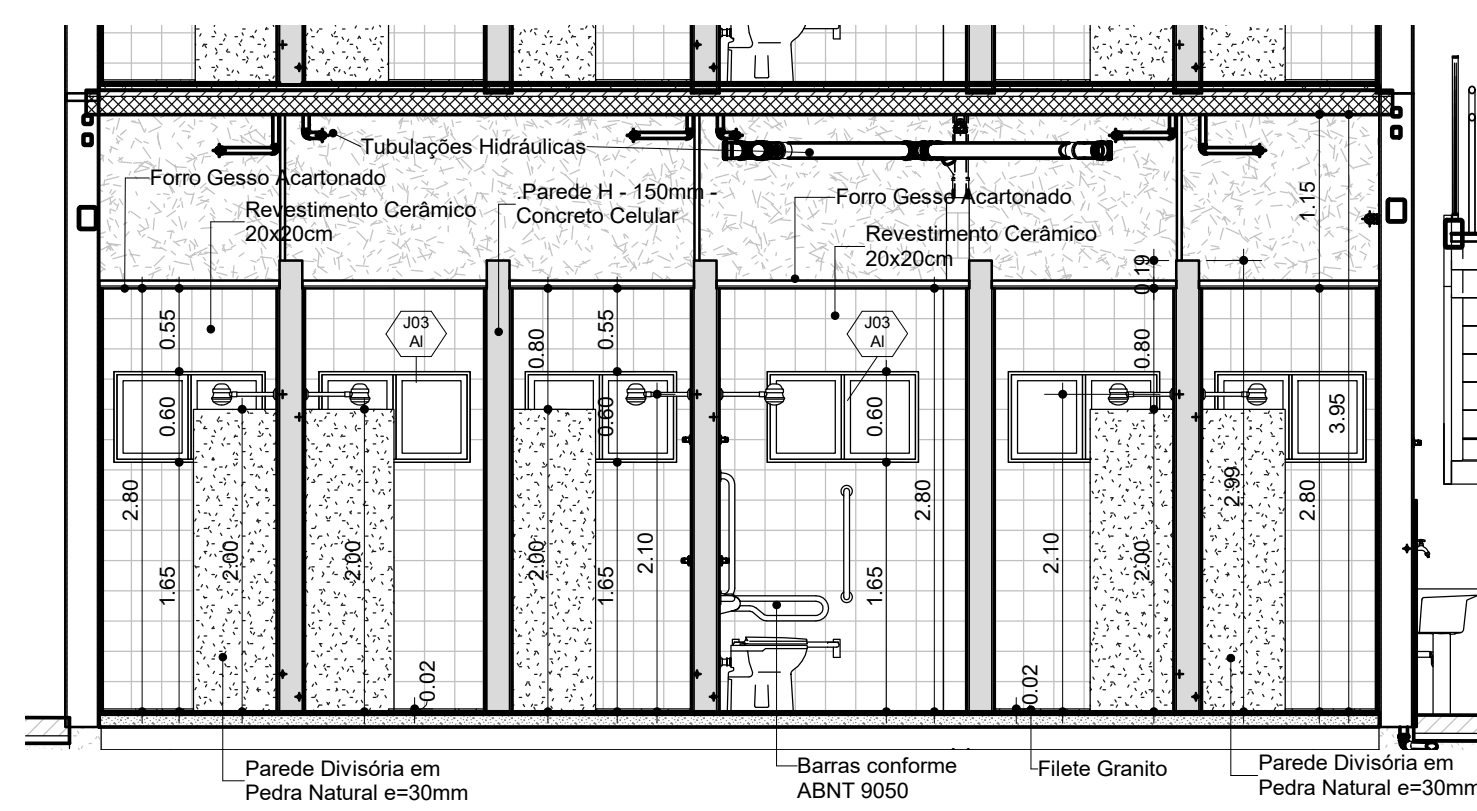 Tubulações Hidráulicas
Forro Gesso Acartonado
Revestimento Cerâmico
20x20cm
.Parede H - 150mm -
Concreto Celular
Forro Gesso Acartonado
Revestimento Cerâmico
20x20cm
1.15
0.19
J03
Al
J03
Al
0.55
0.80
0.55
0.80
0.60
0.60
0.60
3.95
2.80
2.80
2.99
2.80
1.65
2.00
2.00
2.00
1.65
2.10
1.65
2.10
2.00
0.02
0.02
Parede Divisória em
Pedra Natural e=30mm
Barras conforme
ABNT 9050
Filete Granito
Parede Divisória em
Pedra Natural e=30mm